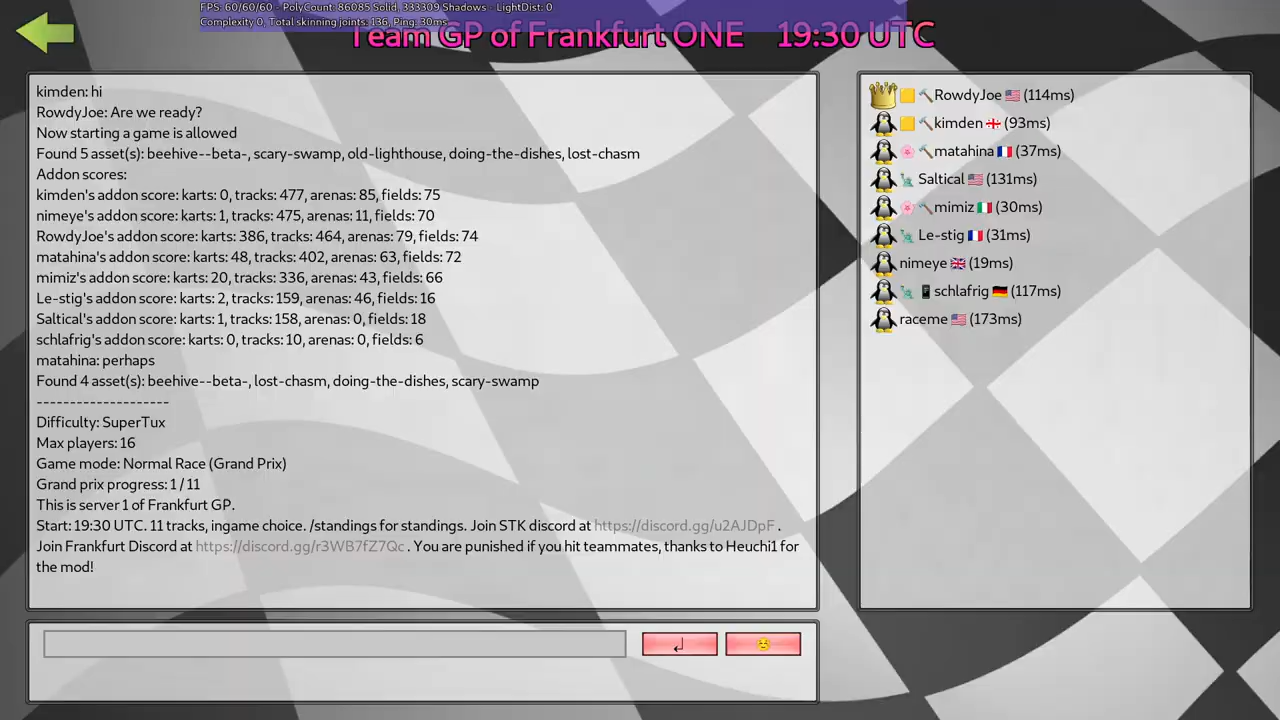 FPS: 60/60/60 - PolyCount: 86085 Solid, 333309 Shadows - LightDist: 0
Complexity 0, Total skinning joints: 136, Ping: 30ms
Team GP of Frankfurt ONE 19:30 UTC
kimden: hi
RowdyJoe: Are we ready?
Now starting a game is allowed
Found 5 asset(s): beehive--beta-, scary-swamp, old-lighthouse, doing-the-dishes, lost-chasm
Addon scores:
kimden's addon score: karts: 0, tracks: 477, arenas: 85, fields: 75
nimeye's addon score: karts: 1, tracks: 475, arenas: 11, fields: 70
RowdyJoe's addon score: karts: 386, tracks: 464, arenas: 79, fields: 74
matahina's addon score: karts: 48, tracks: 402, arenas: 63, fields: 72
mimiz's addon score: karts: 20, tracks: 336, arenas: 43, fields: 66
Le-stig's addon score: karts: 2, tracks: 159, arenas: 46, fields: 16
Saltical's addon score: karts: 1, tracks: 158, arenas: 0, fields: 18
schlafrig's addon score: karts: 0, tracks: 10, arenas: 0, fields: 6
matahina: perhaps
Found 4 asset(s): beehive--beta-, lost-chasm, doing-the-dishes, scary-swamp
--------------------
Difficulty: SuperTux
Max players: 16
Game mode: Normal Race (Grand Prix)
Grand prix progress: 1 / 11
This is server 1 of Frankfurt GP.
Start: 19:30 UTC. 11 tracks, ingame choice. /standings for standings. Join STK discord at https://discord.gg/u2AJDpF .
Join Frankfurt Discord at https://discord.gg/r3WB7fZ7Qc . You are punished if you hit teammates, thanks to Heuchi1 for
the mod!
RowdyJoe (114ms)
kimden (93ms)
matahina (37ms)
Saltical (131ms)
mimiz (30ms)
Le-stig (31ms)
nimeye (19ms)
schlafrig (117ms)
raceme (173ms)